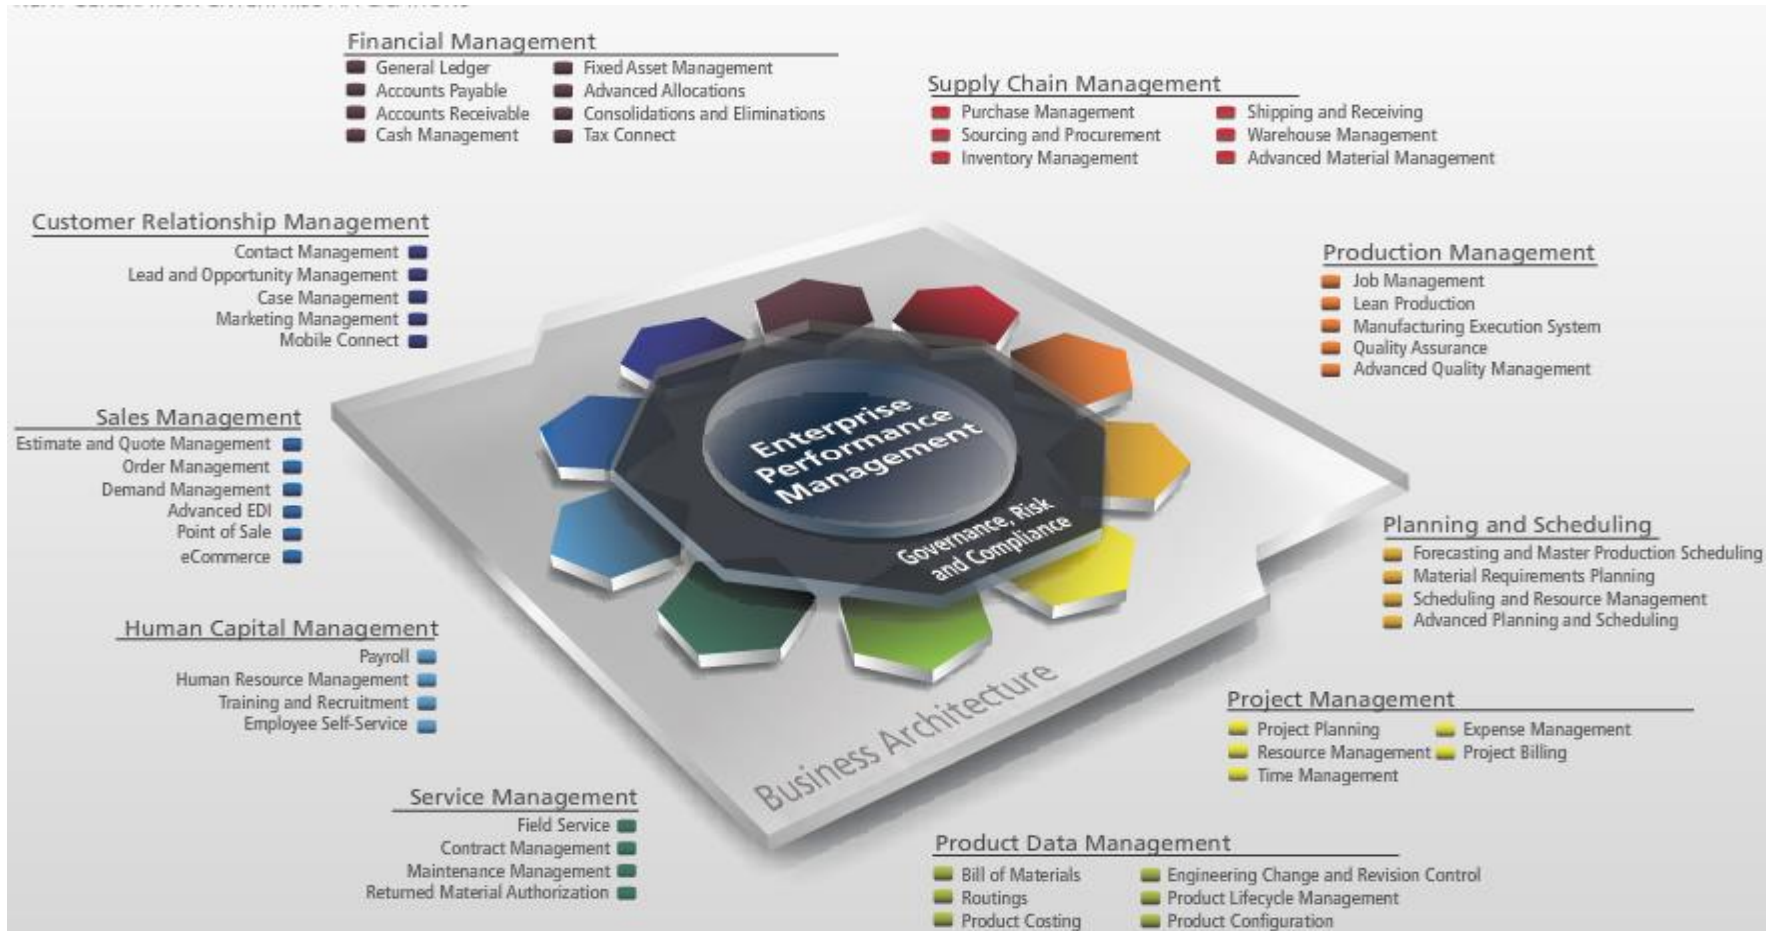 Financial Management
General Ledger
Accounts Payable
Accounts Receivable
Cash Management
Fixed Asset Management
Advanced Allocations
Consolidations and Eliminations
Tax Connect
Supply Chain Management
Purchase Management
Sourcing and Procurement
Inventory Management
Shipping and Receiving
Warehouse Management
Advanced Material Management
Customer Relationship Management
Contact Management
Lead and Opportunity Management
Case Management
Marketing Management
Mobile Connect
Production Management
Job Management
Lean Production
Manufacturing Execution System
Quality Assurance
Advanced Quality Management
Sales Management
Estimate and Quote Management
Order Management
Demand Management
Advanced EDI
Point of Sale
eCommerce
Enterprise
Performance
Management
Governance, Risk
and Compliance
Planning and Scheduling
Forecasting and Master Production Scheduling
Material Requirements Planning
Scheduling and Resource Management
Advanced Planning and Scheduling
Human Capital Management
Payroll
Human Resource Management
Training and Recruitment
Employee Self-Service
Business Architecture
Project Management
Project Planning
Resource Management
Time Management
Expense Management
Project Billing
Service Management
Field Service
Contract Management
Maintenance Management
Returned Material Authorization
Product Data Management
Bill of Materials
Routings
Product Costing
Engineering Change and Revision Control
Product Lifecycle Management
Product Configuration